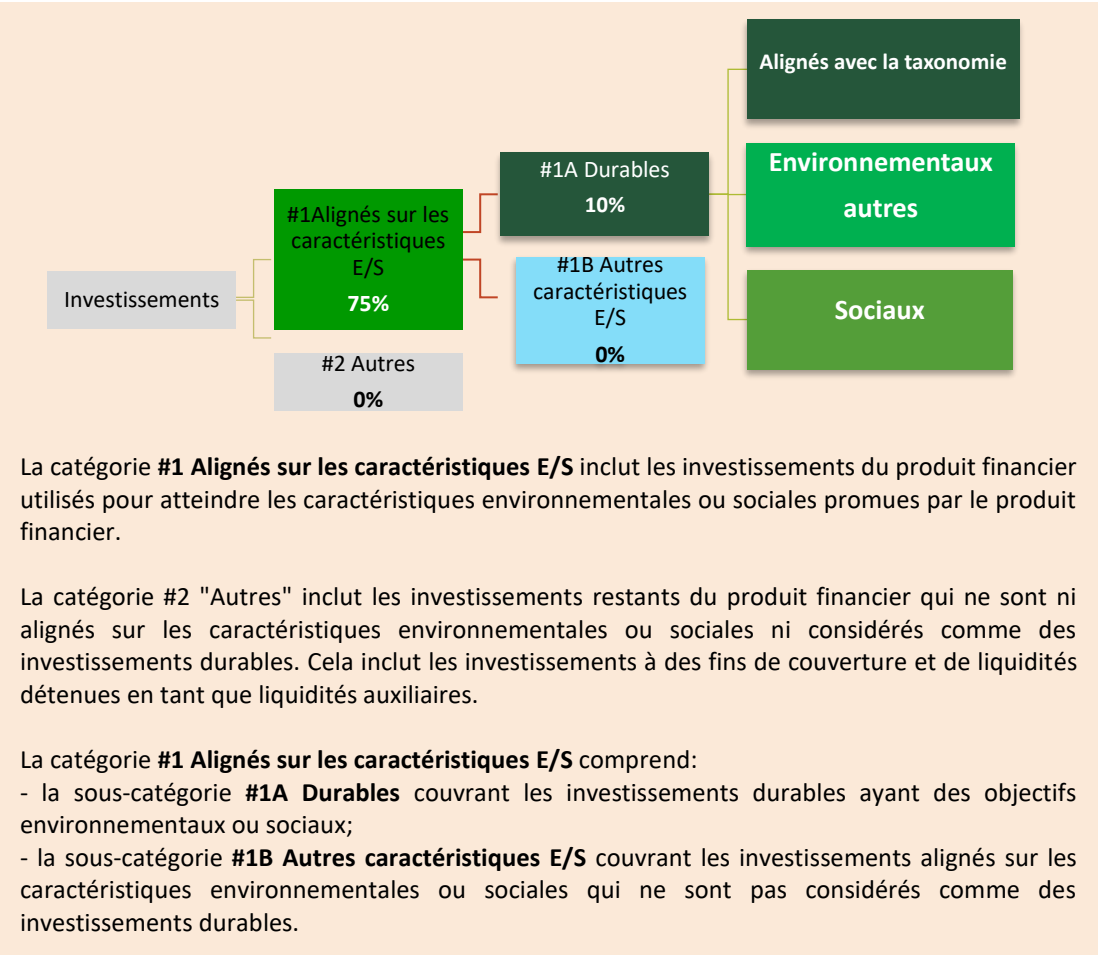 Alignés avec la taxonomie
Environnementaux
autres
Sociaux
#1A Durables
10%
#1B Autres
caractéristiques
E/S
0%
#1Alignés sur les
caractéristiques
E/S
75%
Investissements
#2 Autres
0%
La catégorie #1 Alignés sur les caractéristiques E/S inclut les investissements du produit financier
utilisés pour atteindre les caractéristiques environnementales ou sociales promues par le produit
financier.
La catégorie #2 "Autres" inclut les investissements restants du produit financier qui ne sont ni
alignés sur les caractéristiques environnementales ou sociales ni considérés comme des
investissements durables. Cela inclut les investissements à des fins de couverture et de liquidités
détenues en tant que liquidités auxiliaires.
La catégorie #1 Alignés sur les caractéristiques E/S comprend:
- la sous-catégorie #1A Durables couvrant les investissements durables ayant des objectifs
environnementaux ou sociaux;
- la sous-catégorie #1B Autres caractéristiques E/S couvrant les investissements alignés sur les
caractéristiques environnementales ou sociales qui ne sont pas considérés comme des
investissements durables.